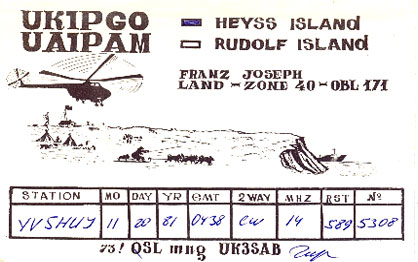 UK1PGO
UA1PAM
HEYSS ISLAND
RUDOLF ISLAND
FRANZ JOSEPH
LAND - ZONE 40 - OBL 171
STATION MO DAY YR GMT 2WAY MHZ RST №
YV5HUJ 11 20 81 0438 CW 14 589 5308
73! QSL mng UK3SAB